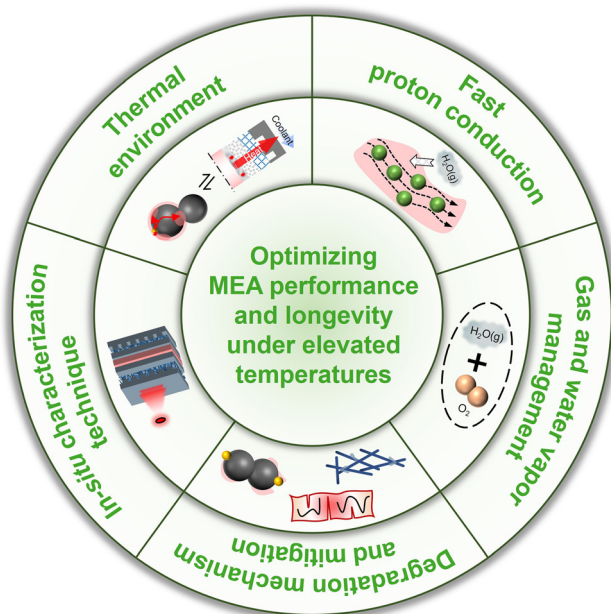 Thermal
environment
Fast
proton conduction
Coolant
Heat
H₂O(g)
Optimizing
MEA performance
and longevity
under elevated
temperatures
In-situ characterization
technique
H₂O(g)
+
O₂
Gas and water vapor
management
Degradation mechanism
and mitigation